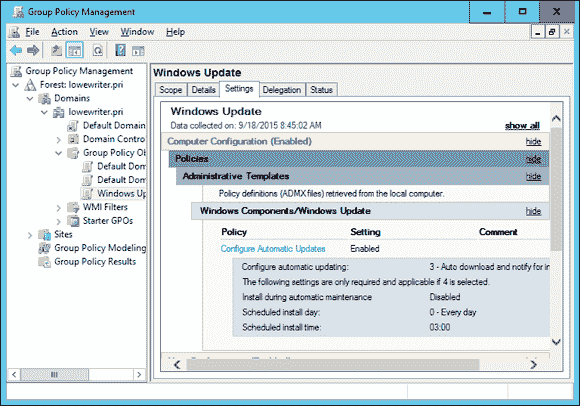 Group Policy Management
File Action View Window Help
Group Policy Management
Forest: lowewriter.pri
Domains
lowewriter.pri
Default Domain
Domain Contro
Group Policy Ob
Default Dom
Default Dom
Windows Up
WMI Filters
Starter GPOs
Sites
Group Policy Modeling
Group Policy Results
Windows Update
Scope Details Settings Delegation Status
Windows Update
Data collected on: 9/18/2015 8:45:02 AM show all
Computer Configuration (Enabled) hide
Policies hide
Administrative Templates hide
Policy definitions (ADMX files) retrieved from the local computer.
Windows Components/Windows Update hide
Policy Setting Comment
Configure Automatic Updates Enabled
Configure automatic updating: 3 - Auto download and notify for in
The following settings are only required and applicable if 4 is selected.
Install during automatic maintenance Disabled
Scheduled install day: 0 - Every day
Scheduled install time: 03:00